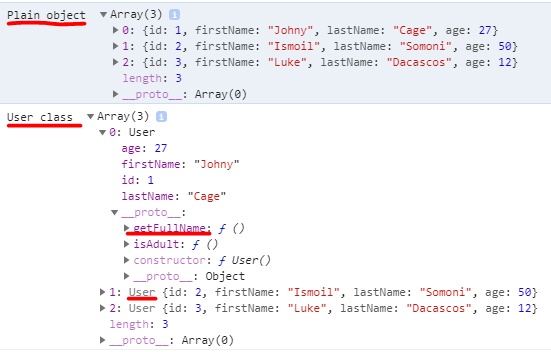 Plain object ▼Array(3) i
▶0: {id: 1, firstName: "Johny", lastName: "Cage", age: 27}
▶1: {id: 2, firstName: "Ismoil", lastName: "Somoni", age: 50}
▶2: {id: 3, firstName: "Luke", lastName: "Dacascos", age: 12}
length: 3
▶__proto__: Array(0)
User class ▼Array(3) i
▼0: User
age: 27
firstName: "Johny"
id: 1
lastName: "Cage"
▼__proto__:
▶getFullName: ƒ ()
▶isAdult: ƒ ()
▶constructor: ƒ User()
▶__proto__: Object
▶1: User {id: 2, firstName: "Ismoil", lastName: "Somoni", age: 50}
▶2: User {id: 3, firstName: "Luke", lastName: "Dacascos", age: 12}
length: 3
▶__proto__: Array(0)